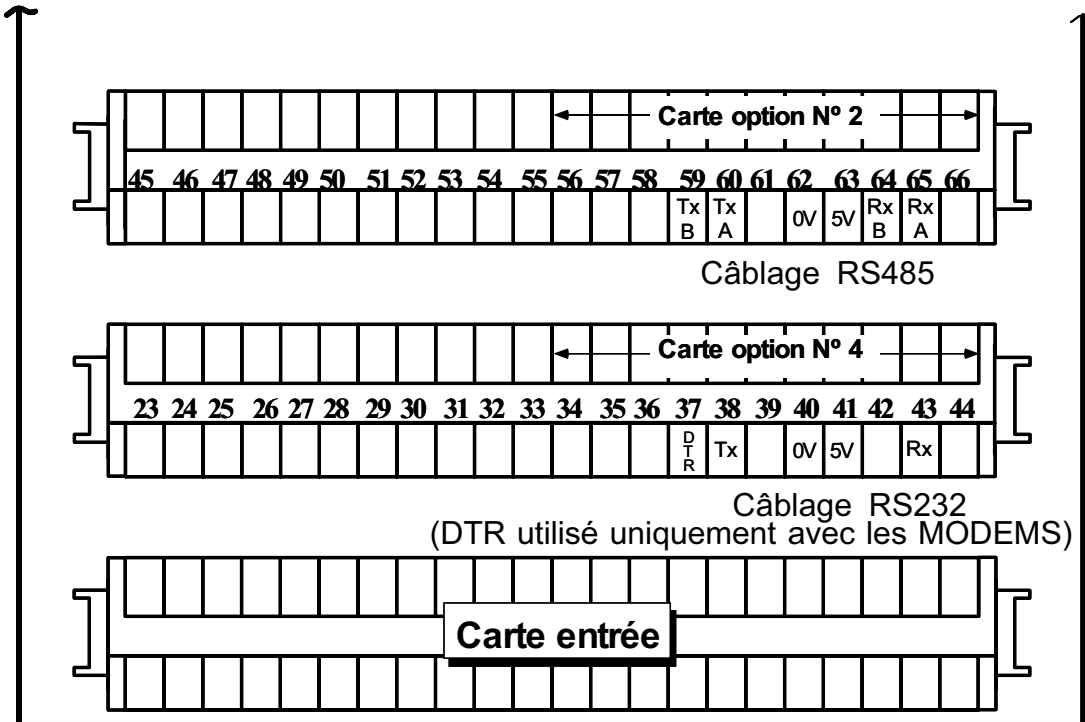 Carte option Nº 2
45 46 47 48 49 50 51 52 53 54 55 56 57 58 59 60 61 62 63 64 65 66
Tx B Tx A 0V 5V Rx B Rx A
Câblage RS485
Carte option Nº 4
23 24 25 26 27 28 29 30 31 32 33 34 35 36 37 38 39 40 41 42 43 44
DTR Tx 0V 5V Rx
Câblage RS232
(DTR utilisé uniquement avec les MODEMS)
Carte entrée